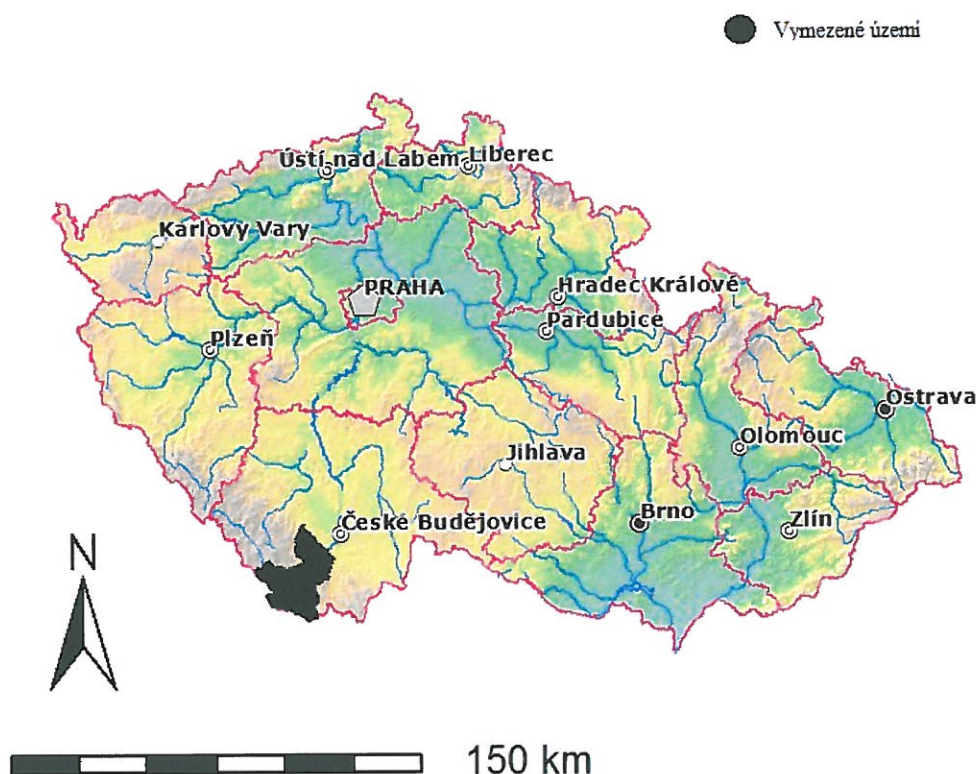 Vymezené území
Ústí nad Labem
Liberec
Karlovy Vary
PRAHA
Hradec Králové
Pardubice
Plzeň
Ostrava
Olomouc
Jihlava
Brno
Zlín
České Budějovice
N
150 km